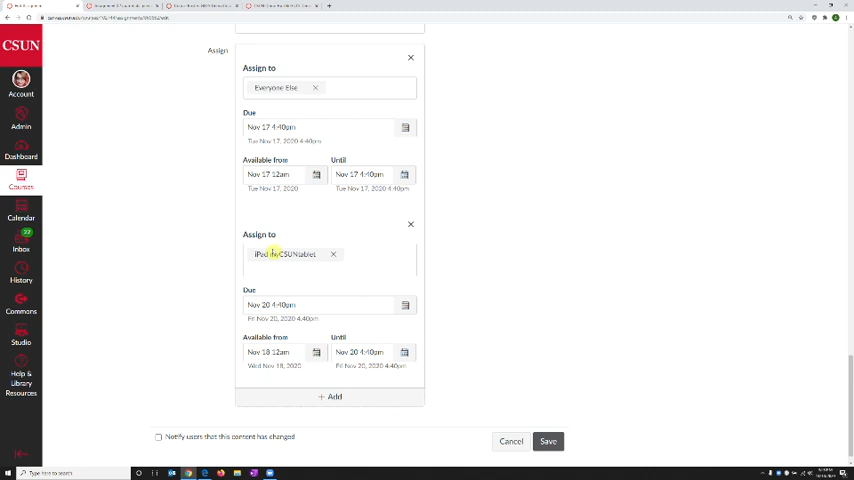 CSUN
Account
Admin
Dashboard
Courses
Calendar
27
Inbox
History
Commons
Studio
Help &
Library
Resources
Assign
Assign to
Everyone Else
Due
Nov 17 4:40pm
Tue Nov 17, 2020 4:40pm
Available from Until
Nov 17 12am Nov 17 4:40pm
Tue Nov 17, 2020 Tue Nov 17, 2020 4:40pm
Assign to
iPad myCSUNtablet
Due
Nov 20 4:40pm
Fri Nov 20, 2020 4:40pm
Available from Until
Nov 18 12am Nov 20 4:40pm
Wed Nov 18, 2020 Fri Nov 20, 2020 4:40pm
+ Add
Notify users that this content has changed
Cancel Save
Type here to search